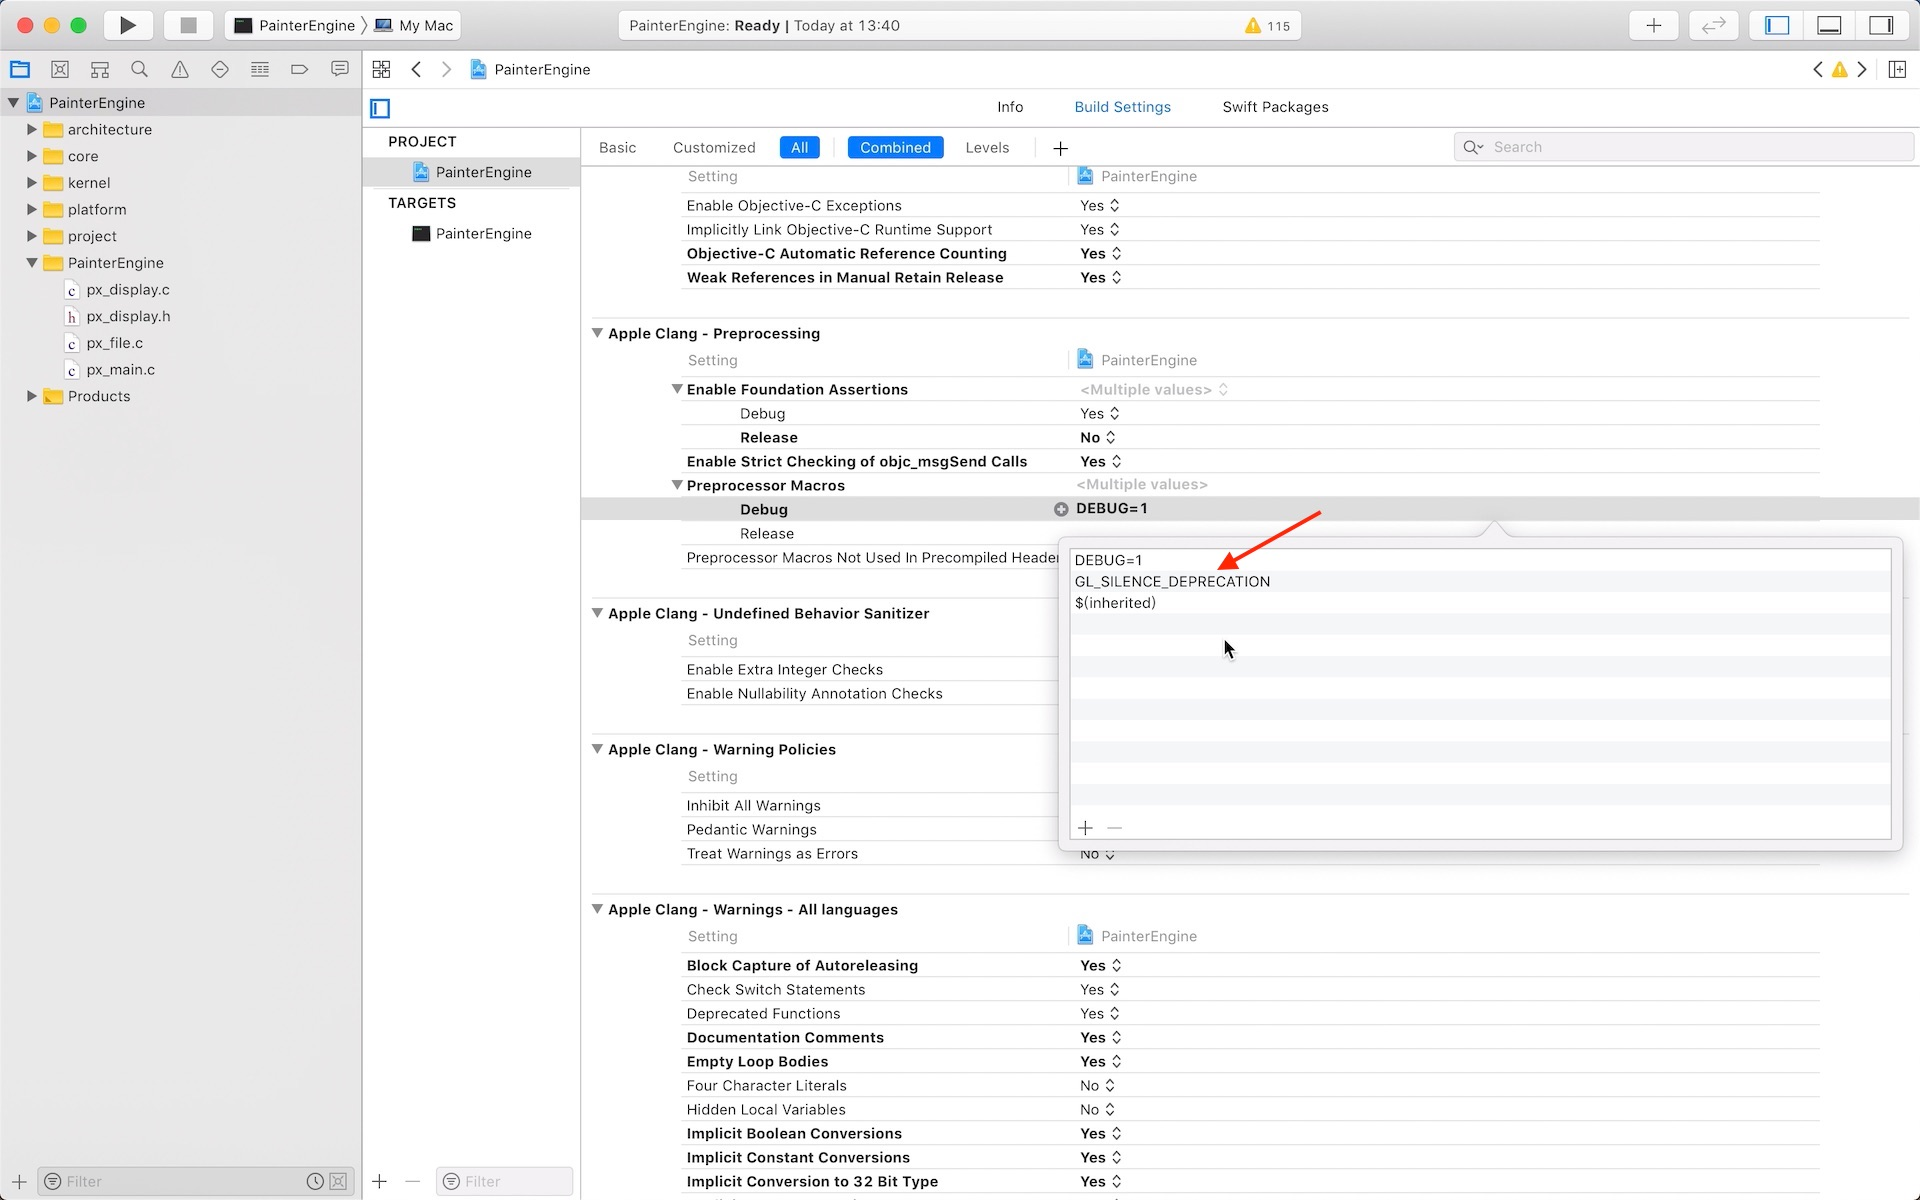 PainterEngine 〉 My Mac
PainterEngine: Ready | Today at 13:40
115
PainterEngine
Info
Build Settings
Swift Packages
PainterEngine
architecture
core
kernel
platform
project
PainterEngine
c px_display.c
h px_display.h
c px_file.c
c px_main.c
Products
Filter
PROJECT
PainterEngine
TARGETS
PainterEngine
Filter
Basic
Customized
All
Combined
Levels
Search
Setting PainterEngine
Enable Objective-C Exceptions Yes
Implicitly Link Objective-C Runtime Support Yes
Objective-C Automatic Reference Counting Yes
Weak References in Manual Retain Release Yes
Apple Clang - Preprocessing
Setting PainterEngine
Enable Foundation Assertions <Multiple values>
Debug Yes
Release No
Enable Strict Checking of objc_msgSend Calls Yes
Preprocessor Macros <Multiple values>
Debug DEBUG=1
Release
Preprocessor Macros Not Used In Precompiled Header
DEBUG=1
GL_SILENCE_DEPRECATION
$(inherited)
Apple Clang - Undefined Behavior Sanitizer
Setting
Enable Extra Integer Checks
Enable Nullability Annotation Checks
Apple Clang - Warning Policies
Setting
Inhibit All Warnings
Pedantic Warnings
Treat Warnings as Errors No
Apple Clang - Warnings - All languages
Setting PainterEngine
Block Capture of Autoreleasing Yes
Check Switch Statements Yes
Deprecated Functions Yes
Documentation Comments Yes
Empty Loop Bodies Yes
Four Character Literals No
Hidden Local Variables No
Implicit Boolean Conversions Yes
Implicit Constant Conversions Yes
Implicit Conversion to 32 Bit Type Yes